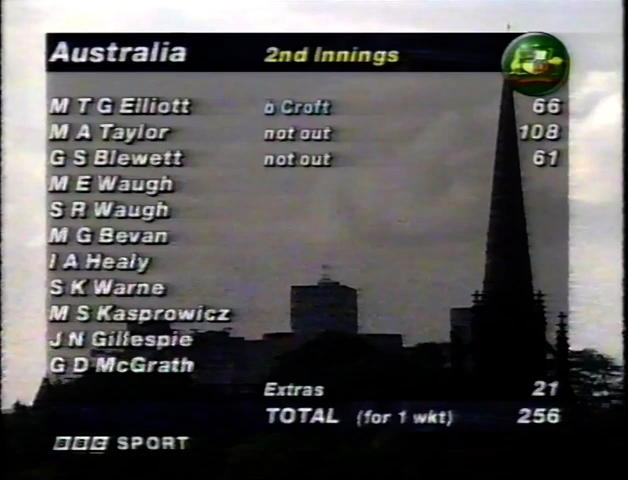 Australia 2nd Innings
M T G Elliott b Croft 66
M A Taylor not out 108
G S Blewett not out 61
M E Waugh
S R Waugh
M G Bevan
I A Healy
S K Warne
M S Kasprowicz
J N Gillespie
G D McGrath
Extras 21
TOTAL (for 1 wkt) 256
BBC SPORT